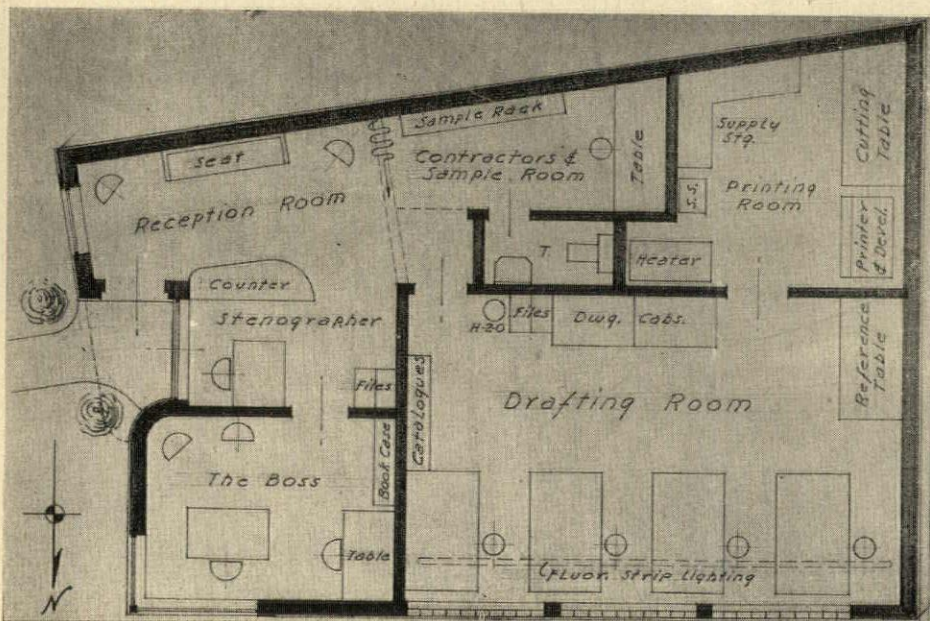 Sample Rack
Seat
Contractors' &
Sample Room
Table
Supply
Stg.
Cutting
Table
Reception Room
S.S.
Printing
Room
Printer
& Devel.
T.
Heater
Counter
Stenographer
H-2-O
Files
Dwg. Cabs.
Reference
Table
Files
Catalogues
Drafting Room
The Boss
Book Case
Table
Fluor. Strip Lighting
N